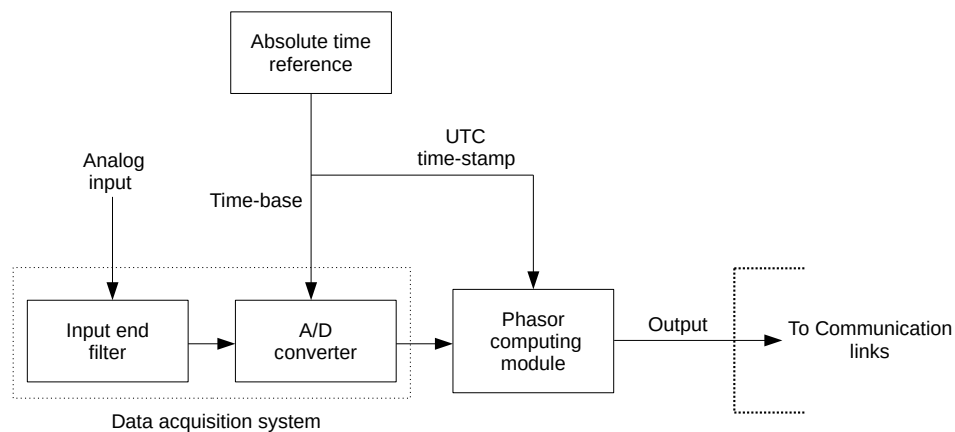 Absolute time
reference
UTC
time-stamp
Analog
input
Time-base
Input end
filter
A/D
converter
Phasor
computing
module
Output
To Communication
links
Data acquisition system